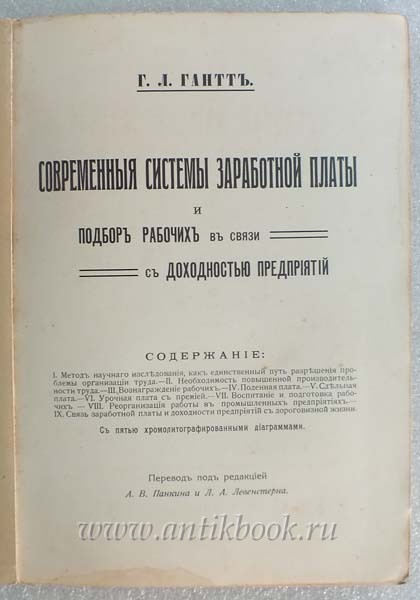 Г. Л. ГАНТТЪ.
СОВРЕМЕННЫЯ СИСТЕМЫ ЗАРАБОТНОЙ ПЛАТЫ
И
ПОДБОРЪ РАБОЧИХЪ въ связи
съ ДОХОДНОСТЬЮ ПРЕДПРІЯТІЙ
СОДЕРЖАНІЕ:
I. Методъ научнаго изслѣдованія, какъ единственный путь разрѣшенія про-
блемы организаціи труда.—II. Необходимость повышенной производитель-
ности труда.—III. Вознагражденіе рабочихъ.—IV. Поденная плата.—V. Сдѣльная
плата.—VI. Урочная плата съ преміей.—VII. Воспитаніе и подготовка рабо-
чихъ — VIII. Реорганізація работы въ промышленныхъ предпріятіяхъ.—
IX. Связь заработной платы и доходности предпріятій съ дороговизной жизни.
Съ пятью хромолитографированными діаграммами.
Переводъ подъ редакціей
А. В. Панкина и Л. А. Левенстерна.
www.antikbook.ru